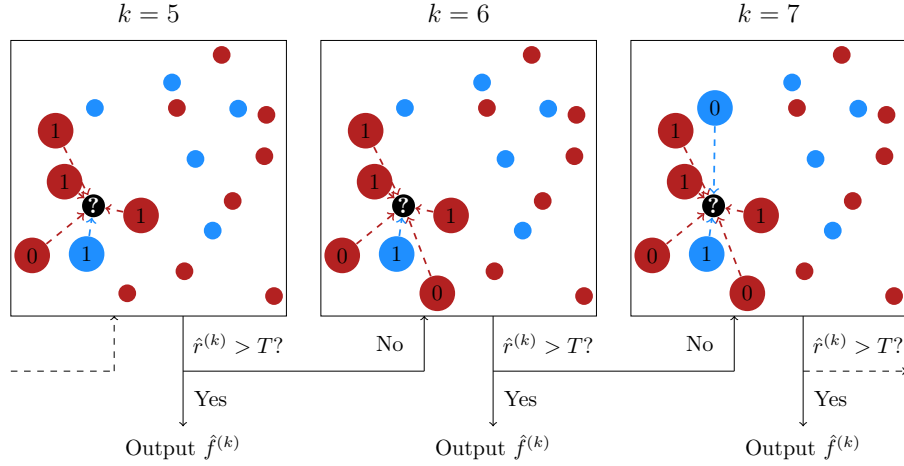 k = 5
k = 6
k = 7
1
1
?
1
0
1
1
1
?
1
0
1
0
0
1
1
?
1
0
1
0
r̂⁽ᵏ⁾ > T?
No
r̂⁽ᵏ⁾ > T?
No
r̂⁽ᵏ⁾ > T?
Yes
Yes
Yes
Output f̂⁽ᵏ⁾
Output f̂⁽ᵏ⁾
Output f̂⁽ᵏ⁾